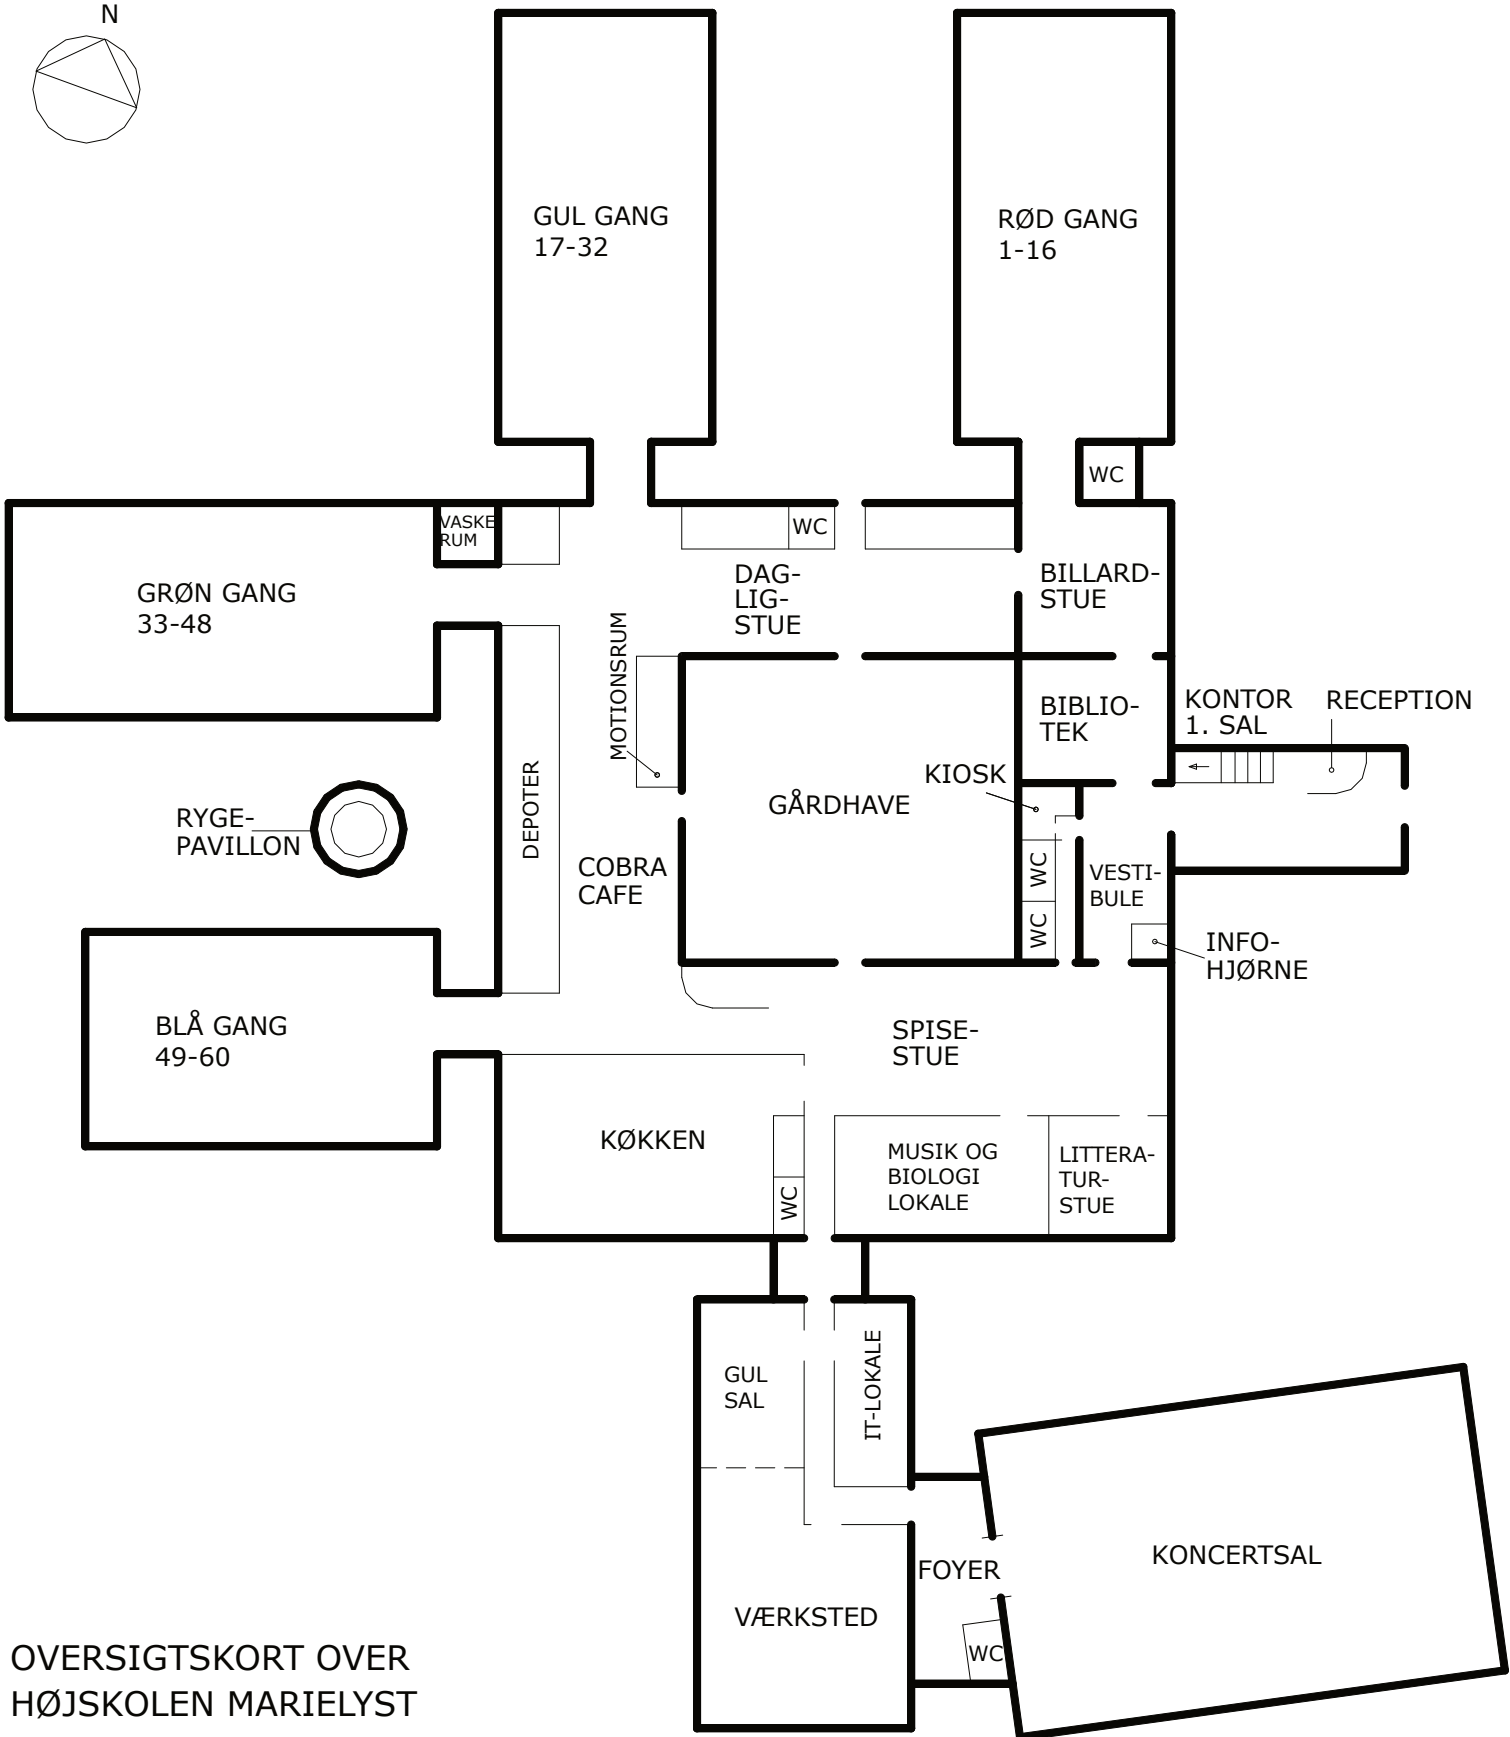 N
GUL GANG
17-32
RØD GANG
1-16
WC
VASKE
RUM
WC
GRØN GANG
33-48
DAG-
LIG-
STUE
BILLARD-
STUE
MOTIONSRUM
BIBLIO-
TEK
KONTOR
1. SAL
RECEPTION
KIOSK
GÅRDHAVE
RYGE-
PAVILLON
DEPOTER
COBRA
CAFE
WC
VESTI-
BULE
WC
INFO-
HJØRNE
BLÅ GANG
49-60
SPISE-
STUE
KØKKEN
MUSIK OG
BIOLOGI
LOKALE
LITTERA-
TUR-
STUE
WC
GUL
SAL
IT-LOKALE
FOYER
KONCERTSAL
VÆRKSTED
WC
OVERSIGTSKORT OVER
HØJSKOLEN MARIELYST